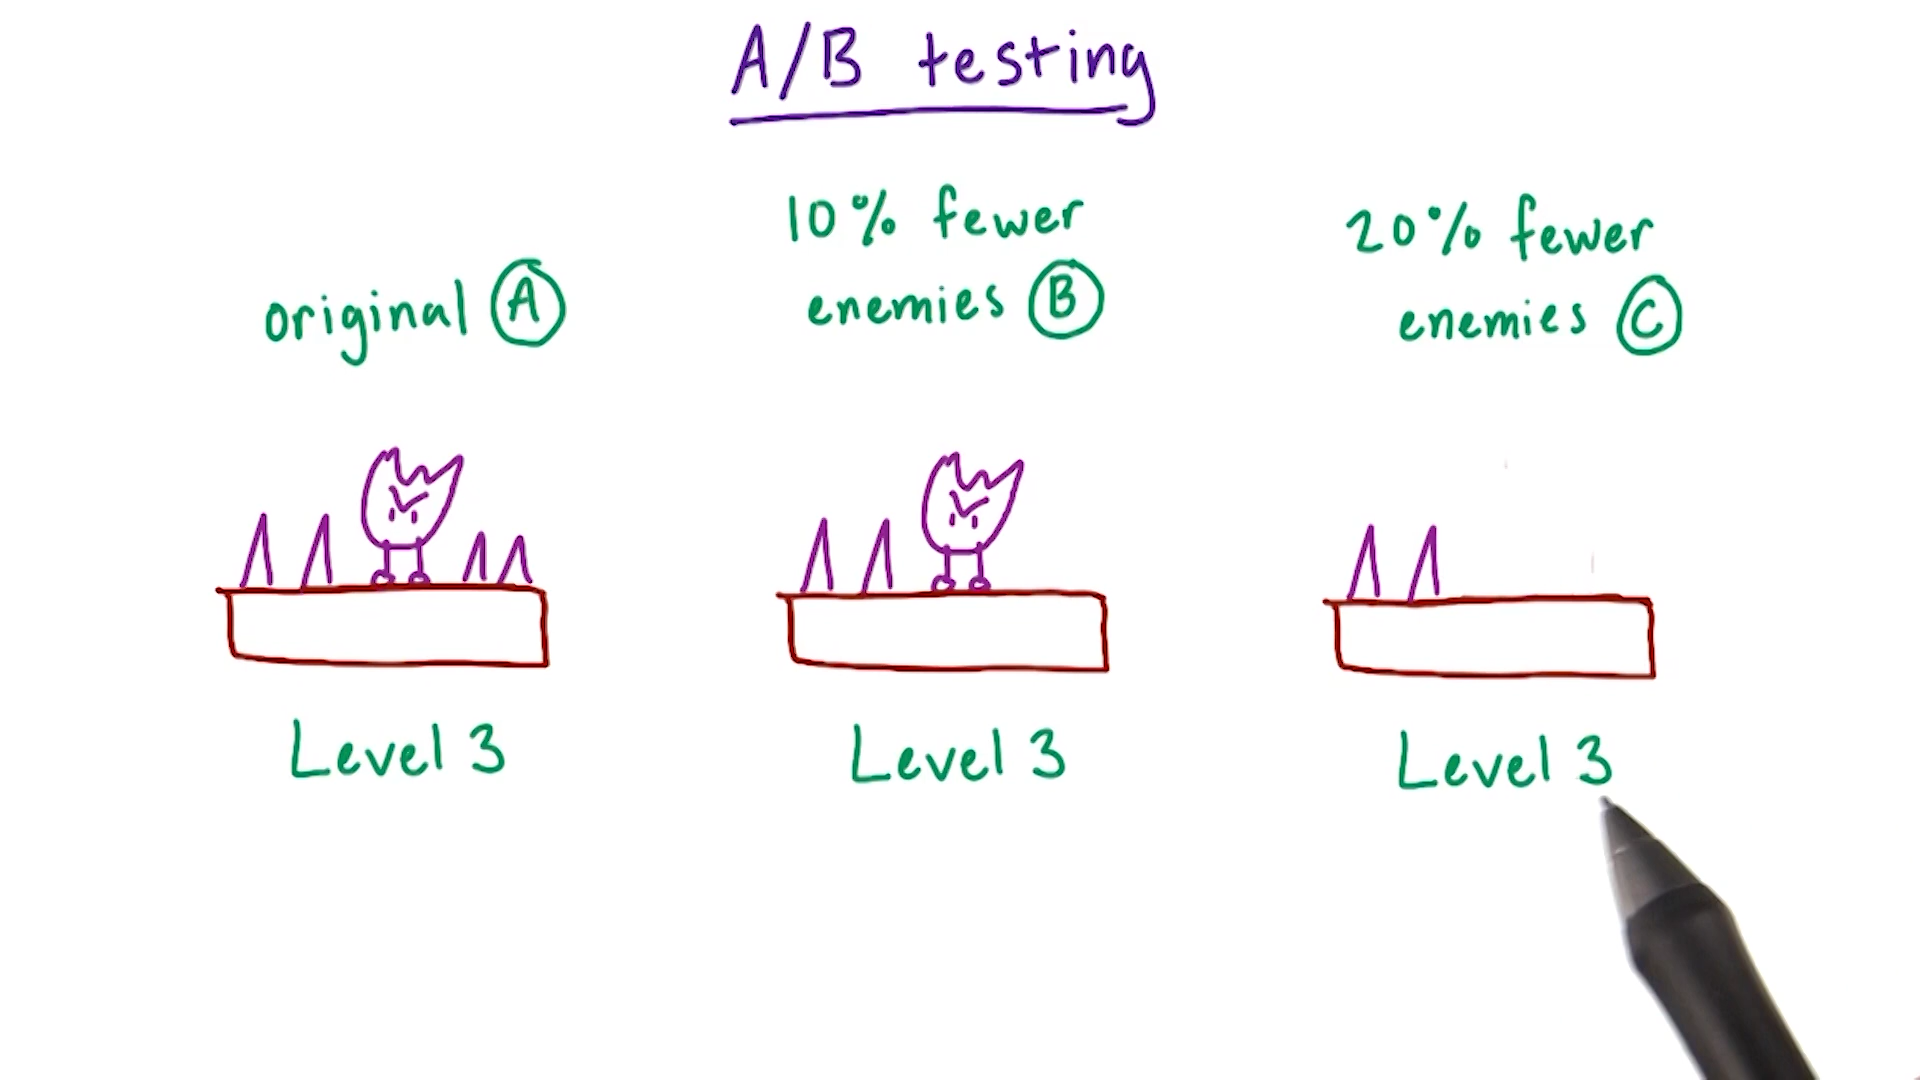 A/B testing
original A
10% fewer
enemies B
20% fewer
enemies C
Level 3
Level 3
Level 3